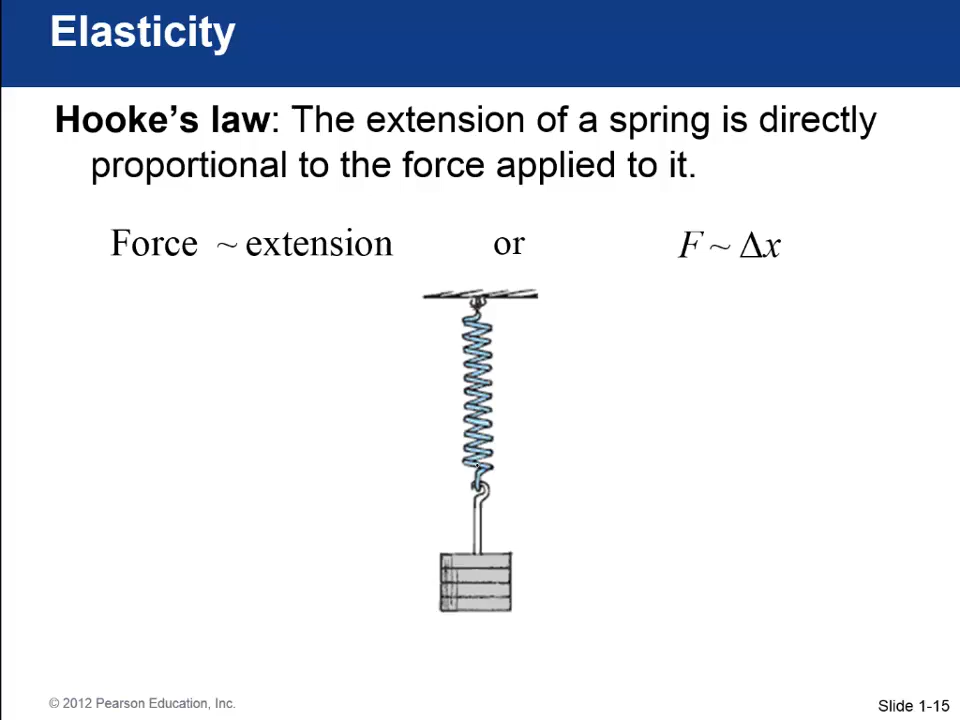 Elasticity
Hooke’s law: The extension of a spring is directly
proportional to the force applied to it.
Force ~ extension or F ~ Δx
© 2012 Pearson Education, Inc.
Slide 1-15